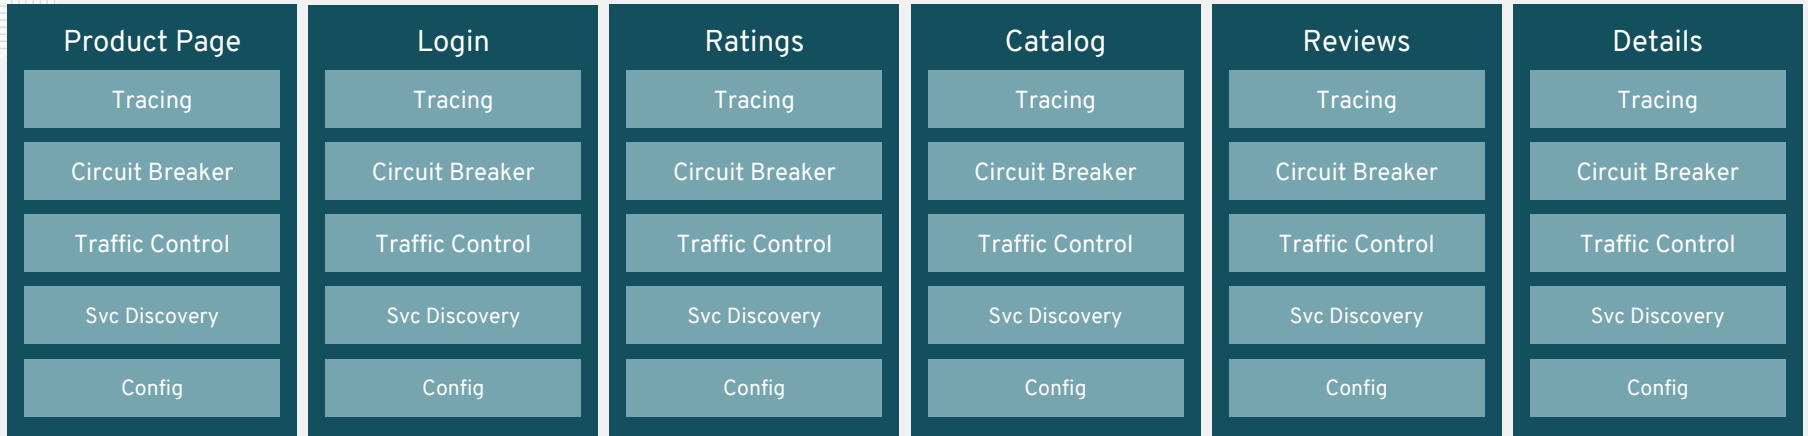 Product Page
Tracing
Circuit Breaker
Traffic Control
Svc Discovery
Config
Login
Tracing
Circuit Breaker
Traffic Control
Svc Discovery
Config
Ratings
Tracing
Circuit Breaker
Traffic Control
Svc Discovery
Config
Catalog
Tracing
Circuit Breaker
Traffic Control
Svc Discovery
Config
Reviews
Tracing
Circuit Breaker
Traffic Control
Svc Discovery
Config
Details
Tracing
Circuit Breaker
Traffic Control
Svc Discovery
Config